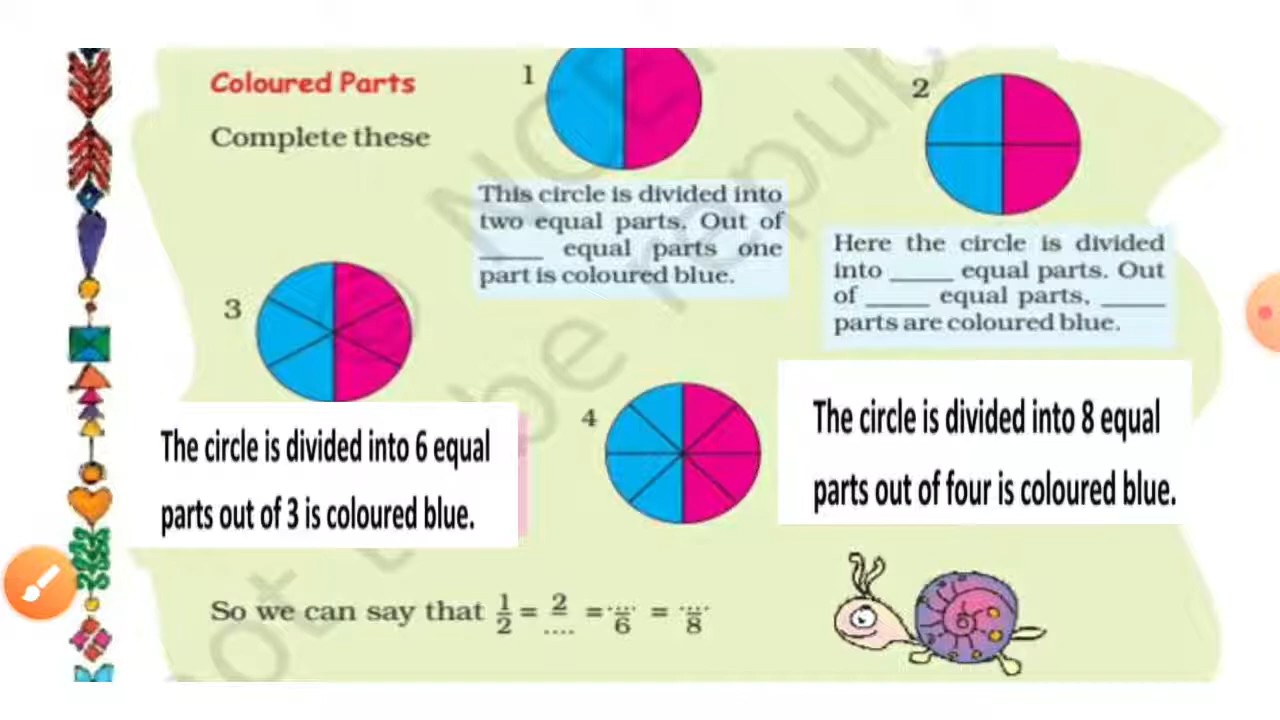 Coloured Parts
Complete these
1
This circle is divided into
two equal parts. Out of
_____ equal parts one
part is coloured blue.
2
Here the circle is divided
into _____ equal parts. Out
of _____ equal parts, _____
parts are coloured blue.
3
The circle is divided into 6 equal
parts out of 3 is coloured blue.
4
The circle is divided into 8 equal
parts out of four is coloured blue.
So we can say that 1/2 = 2/.... = ..../6 = ..../8